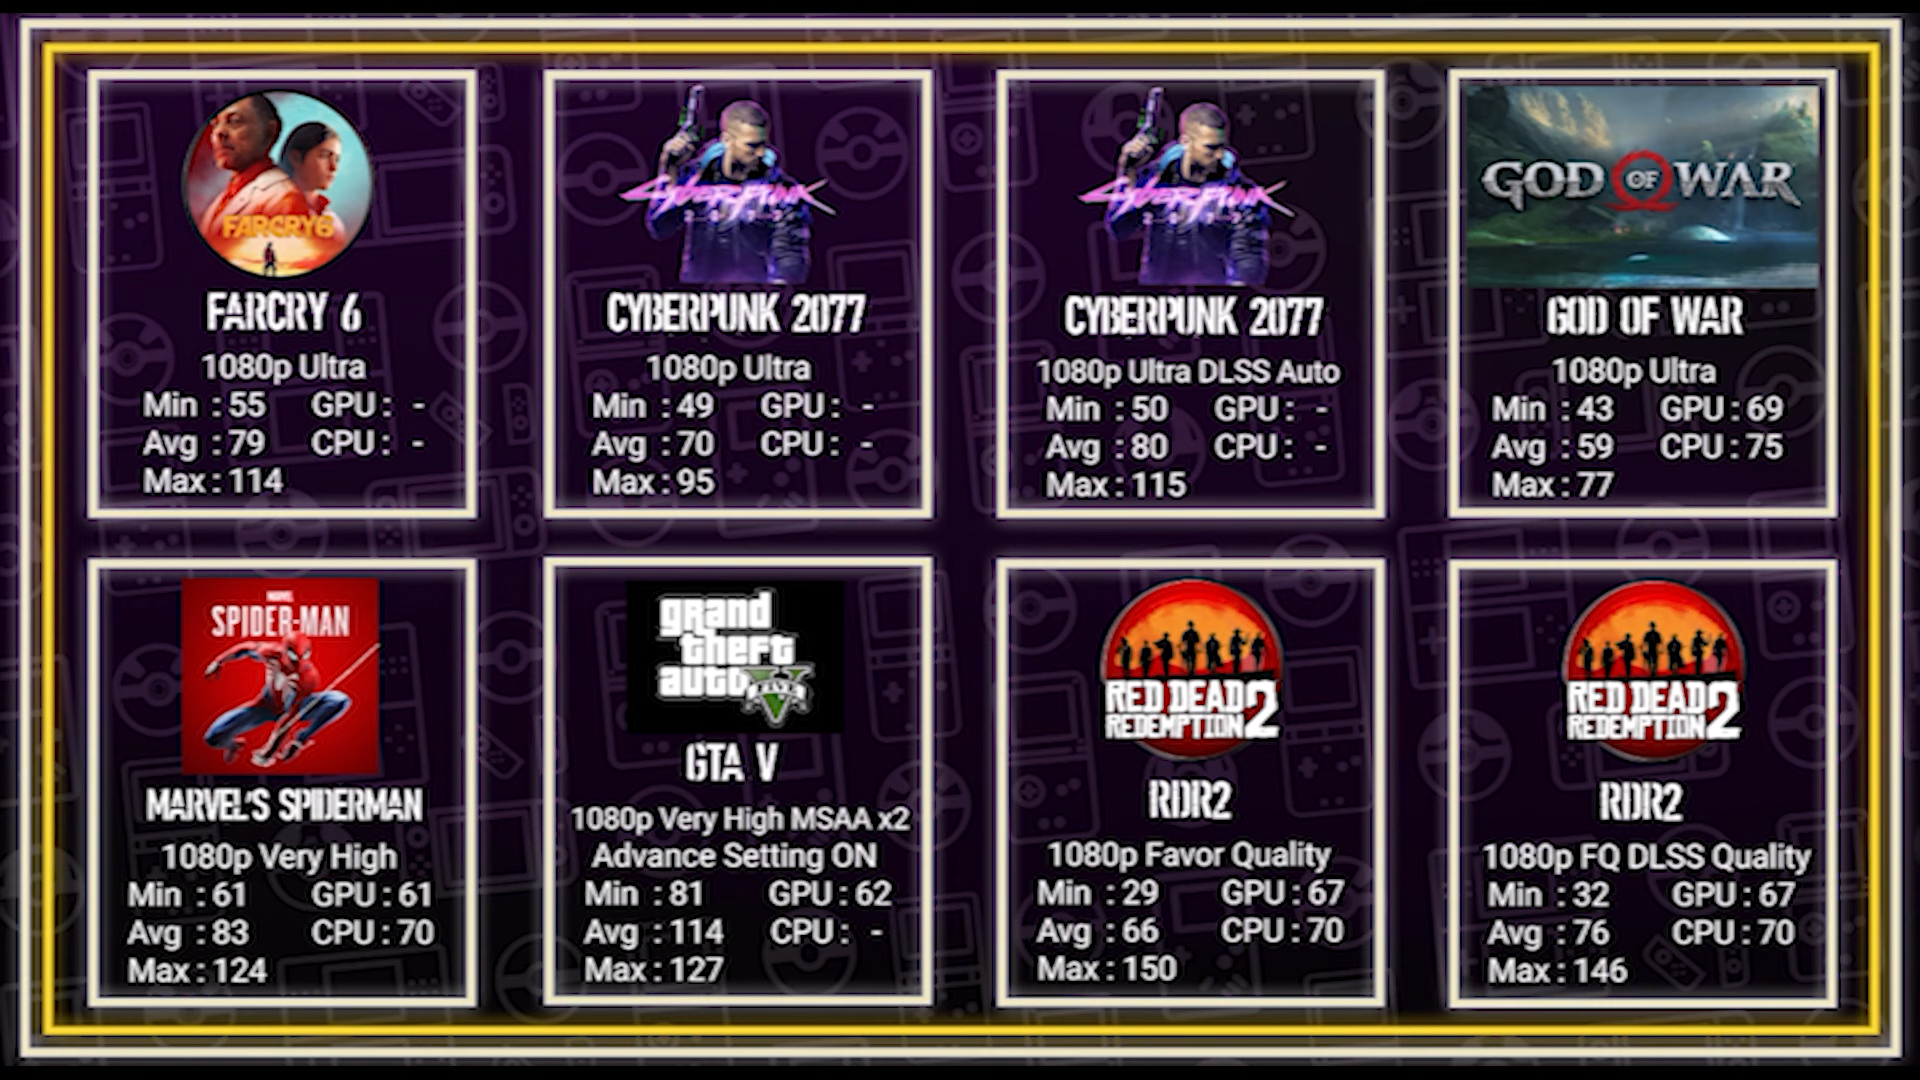 FARCRY 6
FARCRY 6
1080p Ultra
Min : 55 GPU : -
Avg : 79 CPU : -
Max : 114
CYBERPUNK
2077
CYBERPUNK 2077
1080p Ultra
Min : 49 GPU : -
Avg : 70 CPU : -
Max : 95
CYBERPUNK
2077
CYBERPUNK 2077
1080p Ultra DLSS Auto
Min : 50 GPU : -
Avg : 80 CPU : -
Max : 115
GOD OF WAR
GOD OF WAR
1080p Ultra
Min : 43 GPU : 69
Avg : 59 CPU : 75
Max : 77
MARVEL
SPIDER-MAN
MARVEL'S SPIDERMAN
1080p Very High
Min : 61 GPU : 61
Avg : 83 CPU : 70
Max : 124
grand
theft
auto V
FIVE
GTA V
1080p Very High MSAA x2
Advance Setting ON
Min : 81 GPU : 62
Avg : 114 CPU : -
Max : 127
RED DEAD
REDEMPTION 2
RDR2
1080p Favor Quality
Min : 29 GPU : 67
Avg : 66 CPU : 70
Max : 150
RED DEAD
REDEMPTION 2
RDR2
1080p FQ DLSS Quality
Min : 32 GPU : 67
Avg : 76 CPU : 70
Max : 146